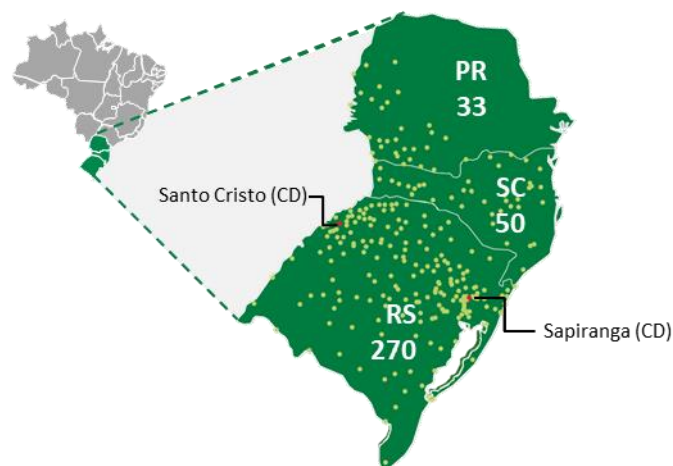 PR
33
SC
50
Santo Cristo (CD)
RS
270
Sapiranga (CD)